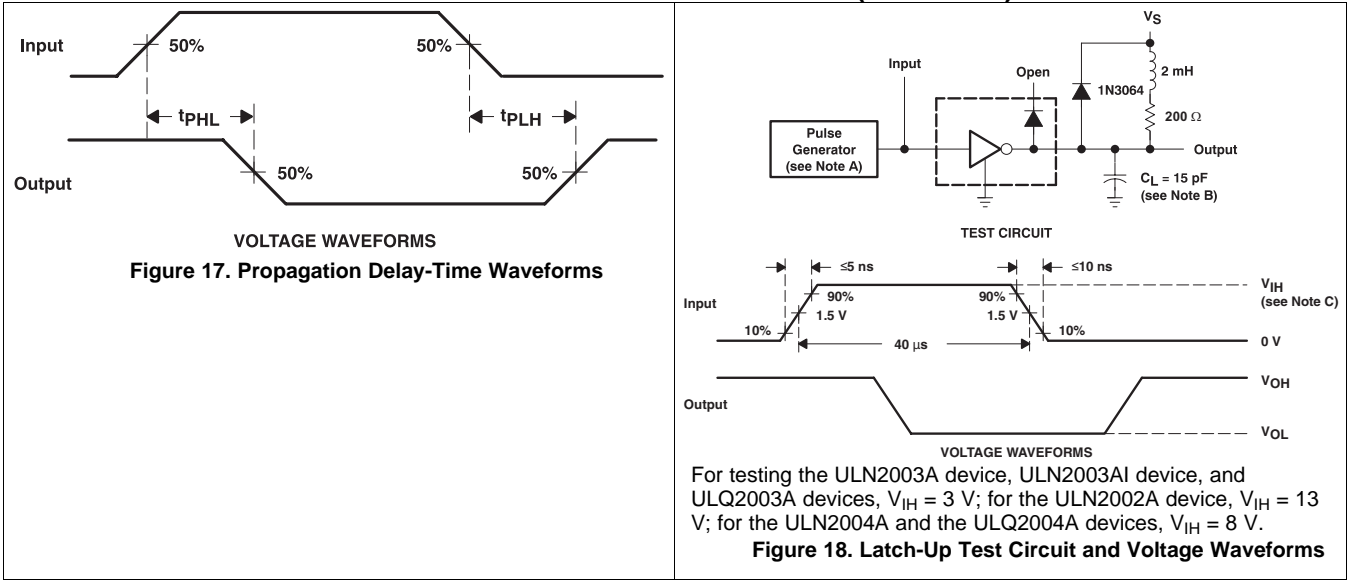 Input
50%
50%
tPHL
tPLH
Output
50%
50%
VOLTAGE WAVEFORMS
Figure 17. Propagation Delay-Time Waveforms
VS
Input
Open
2 mH
1N3064
200 Ω
Pulse
Generator
(see Note A)
Output
CL = 15 pF
(see Note B)
TEST CIRCUIT
≤5 ns
≤10 ns
VIH
(see Note C)
Input
90%
90%
1.5 V
1.5 V
10%
10%
40 μs
0 V
VOH
Output
VOL
VOLTAGE WAVEFORMS
For testing the ULN2003A device, ULN2003AI device, and
ULQ2003A devices, VIH = 3 V; for the ULN2002A device, VIH = 13
V; for the ULN2004A and the ULQ2004A devices, VIH = 8 V.
Figure 18. Latch-Up Test Circuit and Voltage Waveforms